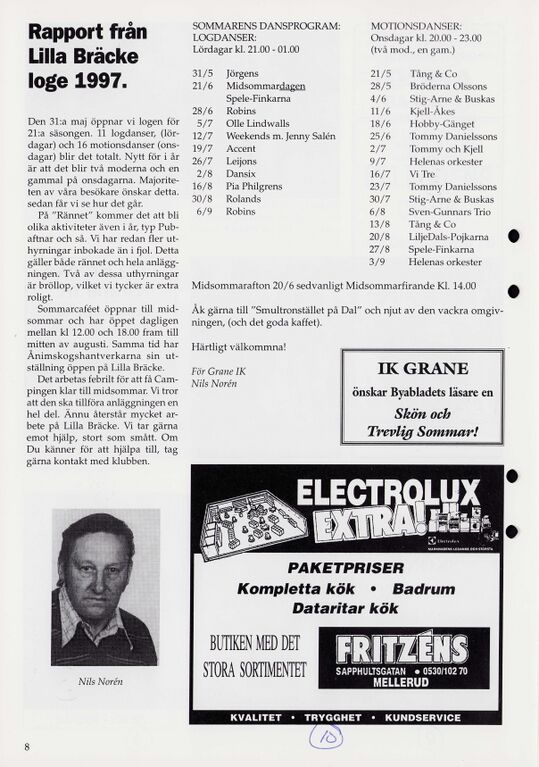 Rapport från
Lilla Bräcke
loge 1997.
Den 31:a maj öppnar vi logen för
21:a säsongen. 11 logdanser, (lör-
dagar) och 16 motionsdanser (ons-
dagar) blir det totalt. Nytt för i år
är att det blir två moderna och en
gammal på onsdagarna. Majorite-
ten av våra besökare önskar detta.
sedan får vi se hur det går.
På "Rännet" kommer det att bli
olika aktiviteter även i år, typ Pub-
aftnar och så. Vi har redan fler ut-
hyrningar inbokade än i fjol. Detta
gäller både rännet och hela anlägg-
ningen. Två av dessa uthyrningar
är bröllop, vilket vi tycker är extra
roligt.
Sommarcaféet öppnar till mid-
sommar och har öppet dagligen
mellan kl 12.00 och 18.00 fram till
mitten av augusti. Samma tid har
Ånimskogshantverkarna sin ut-
ställning öppen på Lilla Bräcke.
Det arbetas febrilt för att få Cam-
pingen klar till midsommar. Vi tror
att den ska tillföra anläggningen en
hel del. Ännu återstår mycket ar-
bete på Lilla Bräcke. Vi tar gärna
emot hjälp, stort som smått. Om
Du känner för att hjälpa till, tag
gärna kontakt med klubben.
Nils Norén
8
SOMMARENS DANSPROGRAM:
LOGDANSER:
Lördagar kl. 21.00 - 01.00
31/5 Jörgens
21/6 Midsommardagen
Spele-Finkarna
28/6 Robins
5/7 Olle Lindwalls
12/7 Weekends m. Jenny Salén
19/7 Accent
26/7 Leijons
2/8 Dansix
16/8 Pia Philgrens
30/8 Rolands
6/9 Robins
MOTIONSDANSER:
Onsdagar kl. 20.00 - 23.00
(två mod., en gam.)
21/5 Tång & Co
28/5 Bröderna Olssons
4/6 Stig-Arne & Buskas
11/6 Kjell-Åkes
18/6 Hobby-Gänget
25/6 Tommy Danielssons
2/7 Tommy och Kjell
9/7 Helenas orkester
16/7 Vi Tre
23/7 Tommy Danielssons
30/7 Stig-Arne & Buskas
6/8 Sven-Gunnars Trio
13/8 Tång & Co
20/8 LiljeDals-Pojkarna
27/8 Spele-Finkarna
3/9 Helenas orkester
Midsommarafton 20/6 sedvanligt Midsommarfirande Kl. 14.00
Åk gärna till "Smultronstället på Dal" och njut av den vackra omgiv-
ningen, (och det goda kaffet).
Härtligt välkommna!
För Grane IK
Nils Norén
IK GRANE
önskar Byabladets läsare en
Skön och
Trevlig Sommar!
ELECTROLUX
EXTRA!
Electrolux
PAKETPRISER
Kompletta kök • Badrum
Dataritar kök
BUTIKEN MED DET
STORA SORTIMENTET
FRITZÉNS
SAPPHULTSGATAN • 0530/102 70
MELLERUD
KVALITET • TRYGGHET • KUNDSERVICE
10